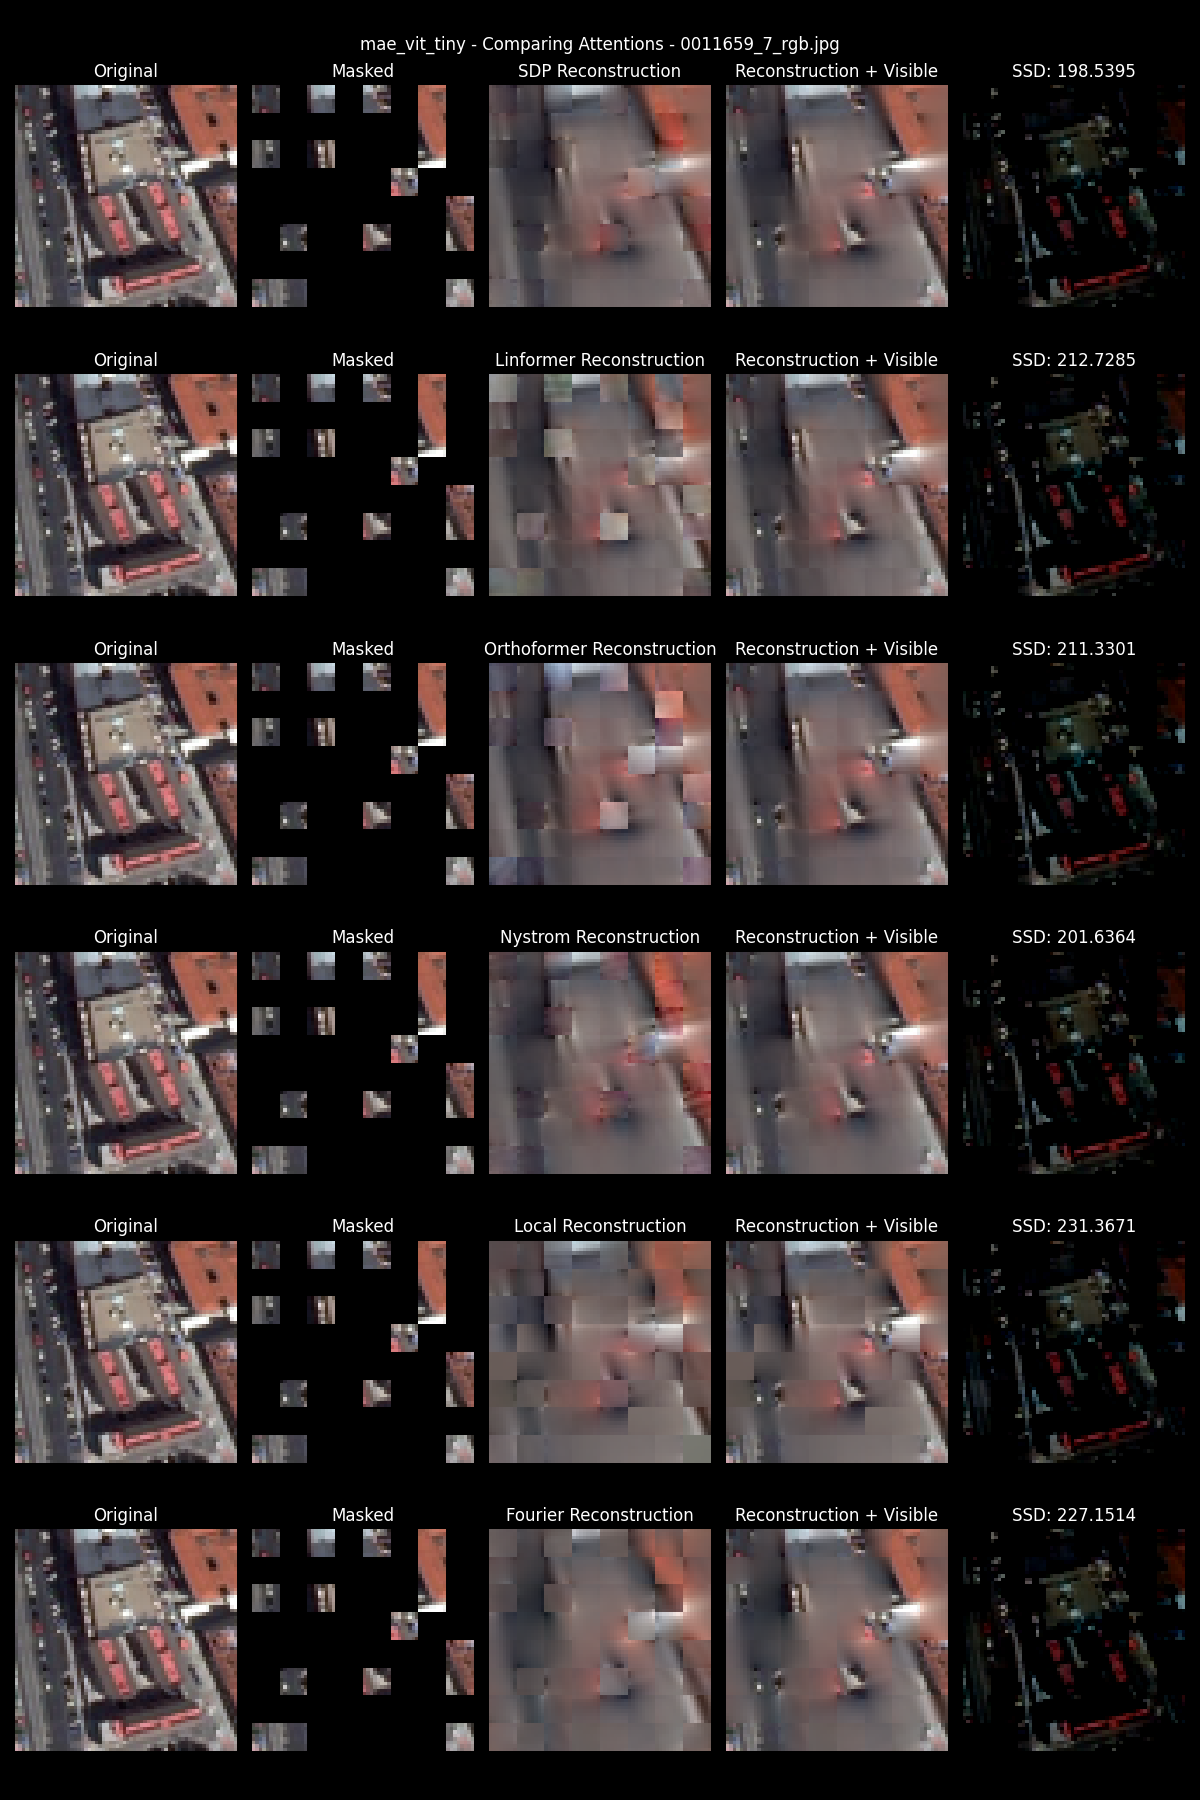 mae_vit_tiny - Comparing Attentions - 0011659_7_rgb.jpg
Original Masked SDP Reconstruction Reconstruction + Visible SSD: 198.5395
Original Masked Linformer Reconstruction Reconstruction + Visible SSD: 212.7285
Original Masked Orthoformer Reconstruction Reconstruction + Visible SSD: 211.3301
Original Masked Nystrom Reconstruction Reconstruction + Visible SSD: 201.6364
Original Masked Local Reconstruction Reconstruction + Visible SSD: 231.3671
Original Masked Fourier Reconstruction Reconstruction + Visible SSD: 227.1514